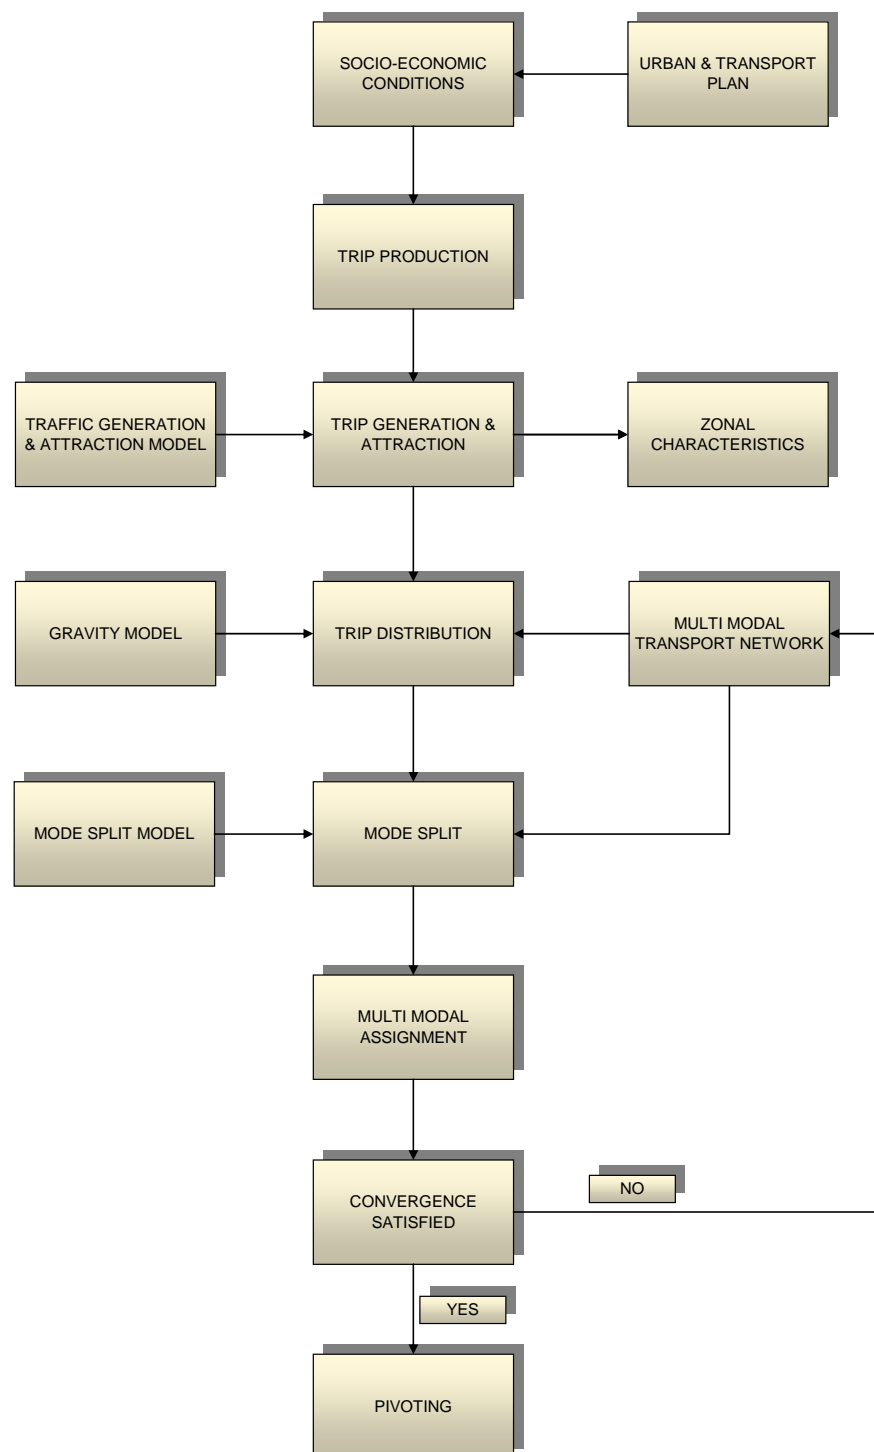 SOCIO-ECONOMIC
CONDITIONS
URBAN & TRANSPORT
PLAN
TRIP PRODUCTION
TRAFFIC GENERATION
& ATTRACTION MODEL
TRIP GENERATION &
ATTRACTION
ZONAL
CHARACTERISTICS
GRAVITY MODEL
TRIP DISTRIBUTION
MULTI MODAL
TRANSPORT NETWORK
MODE SPLIT MODEL
MODE SPLIT
MULTI MODAL
ASSIGNMENT
CONVERGENCE
SATISFIED
NO
YES
PIVOTING